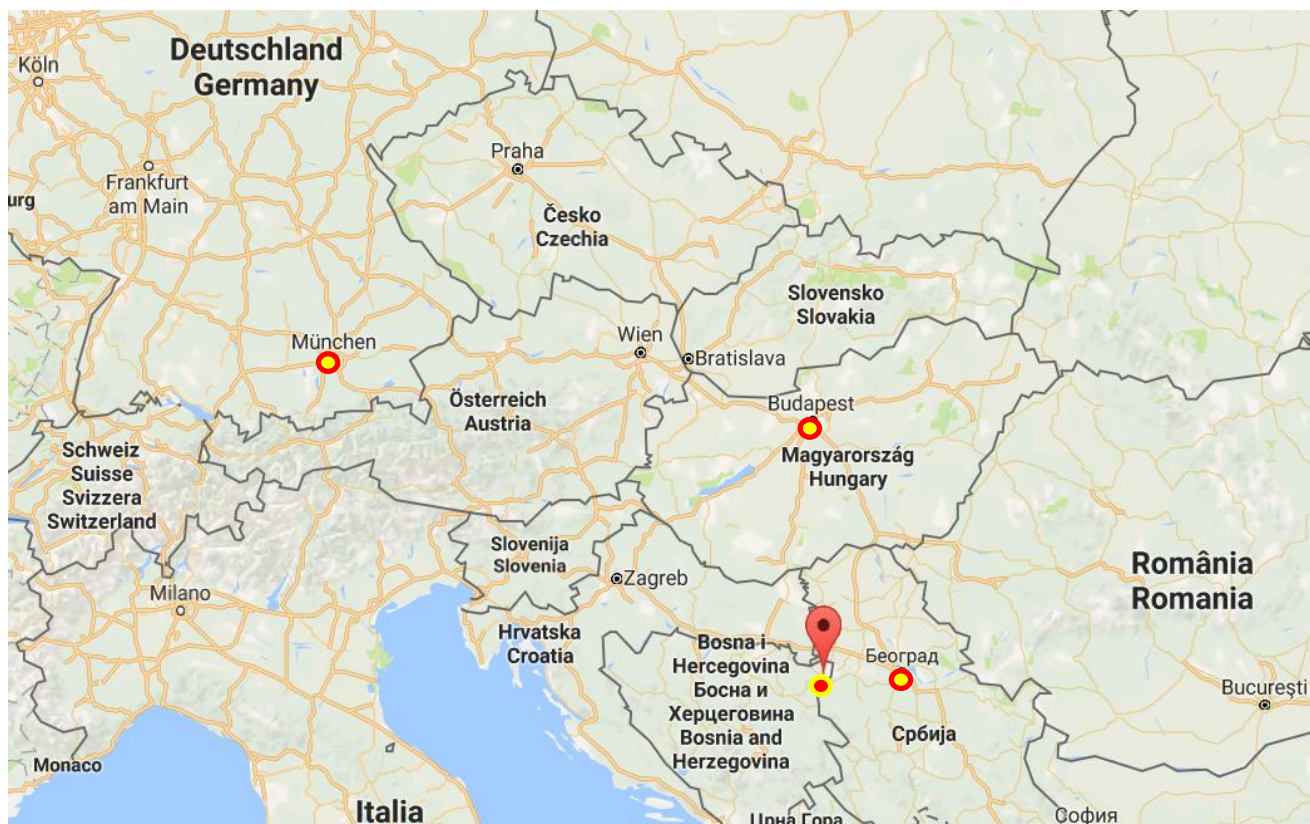 Deutschland
Germany
Köln
Praha
Frankfurt
am Main
urg
Česko
Czechia
Slovensko
Slovakia
Wien
München
Bratislava
Österreich
Austria
Budapest
Schweiz
Suisse
Svizzera
Switzerland
Magyarország
Hungary
Slovenija
Slovenia
România
Romania
Zagreb
Milano
Hrvatska
Croatia
Bosna i
Hercegovina
Босна и
Херцеговина
Bosnia and
Herzegovina
Београд
Bucureşti
Србија
Monaco
Italia
Црна Гора
София